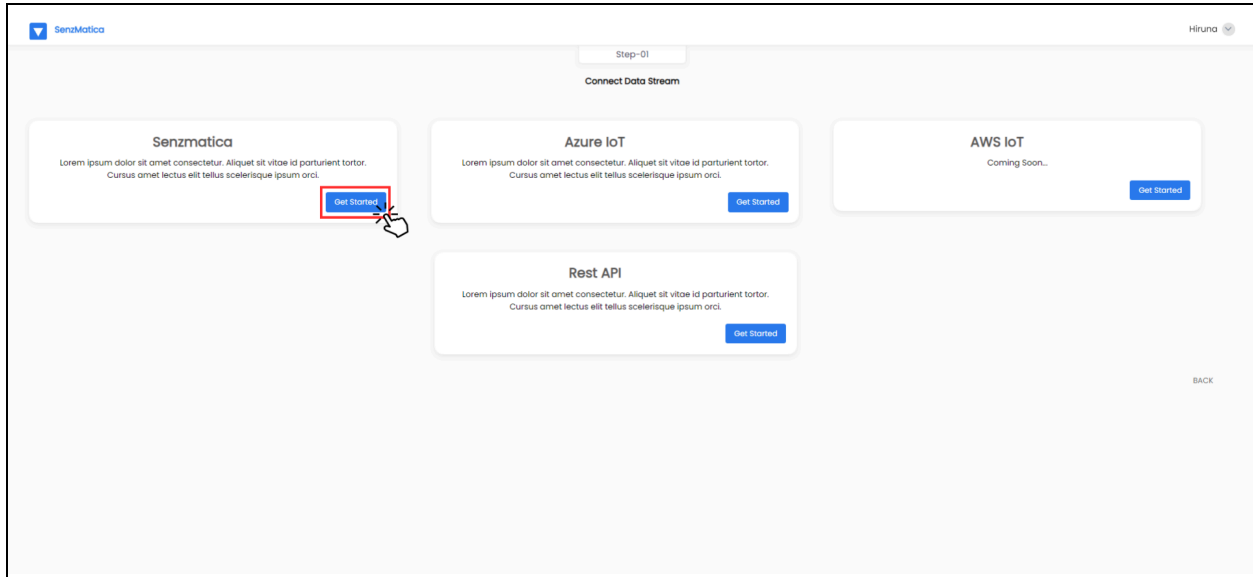 SenzMatica
Hiruna
Step-01
Connect Data Stream
Senzmatica
Lorem ipsum dolor sit amet consectetur. Aliquet sit vitae id parturient tortor.
Cursus amet lectus elit tellus scelerisque ipsum orci.
Get Started
Azure IoT
Lorem ipsum dolor sit amet consectetur. Aliquet sit vitae id parturient tortor.
Cursus amet lectus elit tellus scelerisque ipsum orci.
Get Started
AWS IoT
Coming Soon...
Get Started
Rest API
Lorem ipsum dolor sit amet consectetur. Aliquet sit vitae id parturient tortor.
Cursus amet lectus elit tellus scelerisque ipsum orci.
Get Started
BACK